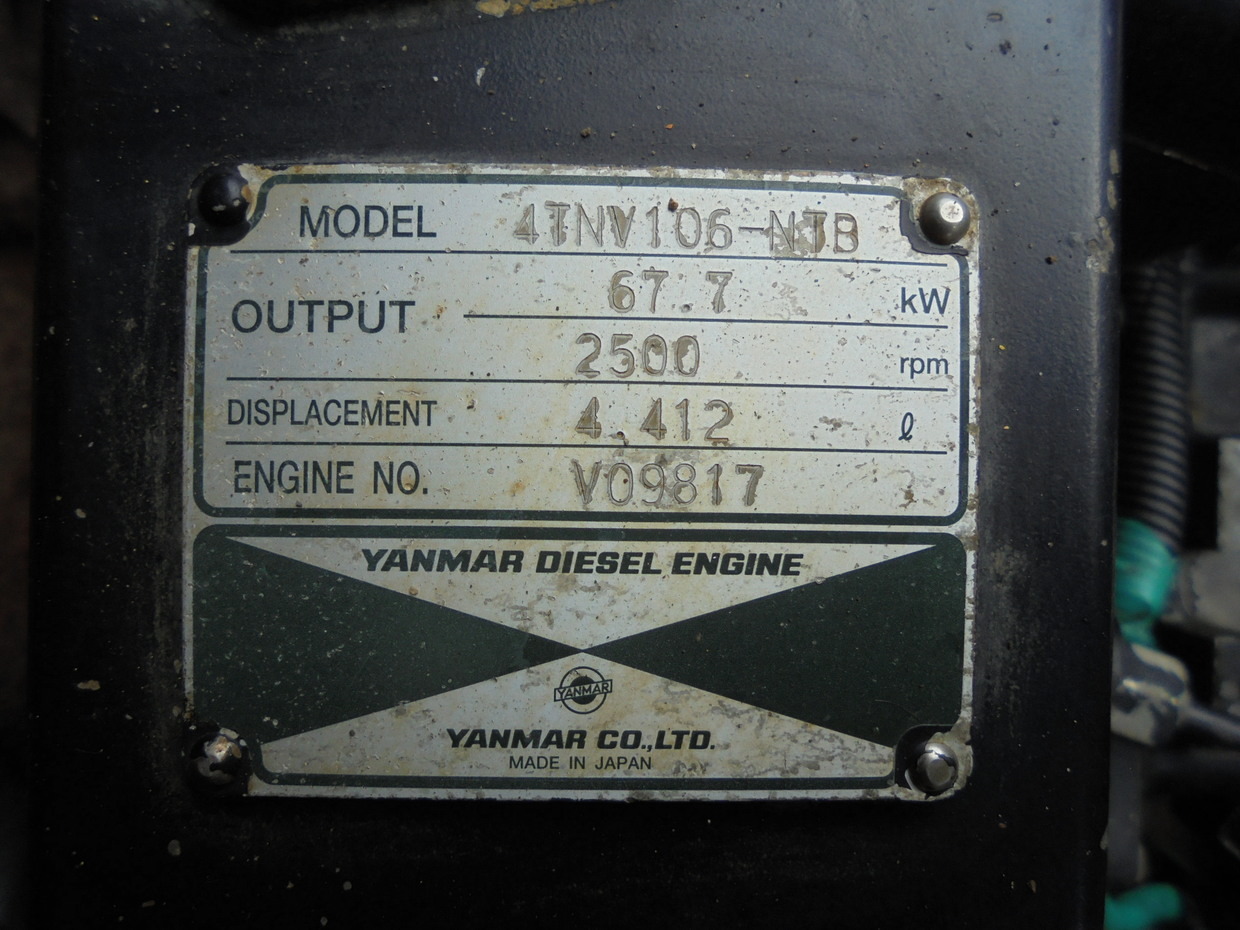 MODEL 4TNV106-NTB
OUTPUT 67.7 kW
2500 rpm
DISPLACEMENT 4.412 ℓ
ENGINE NO. V09817
YANMAR DIESEL ENGINE
YANMAR
YANMAR CO.,LTD.
MADE IN JAPAN